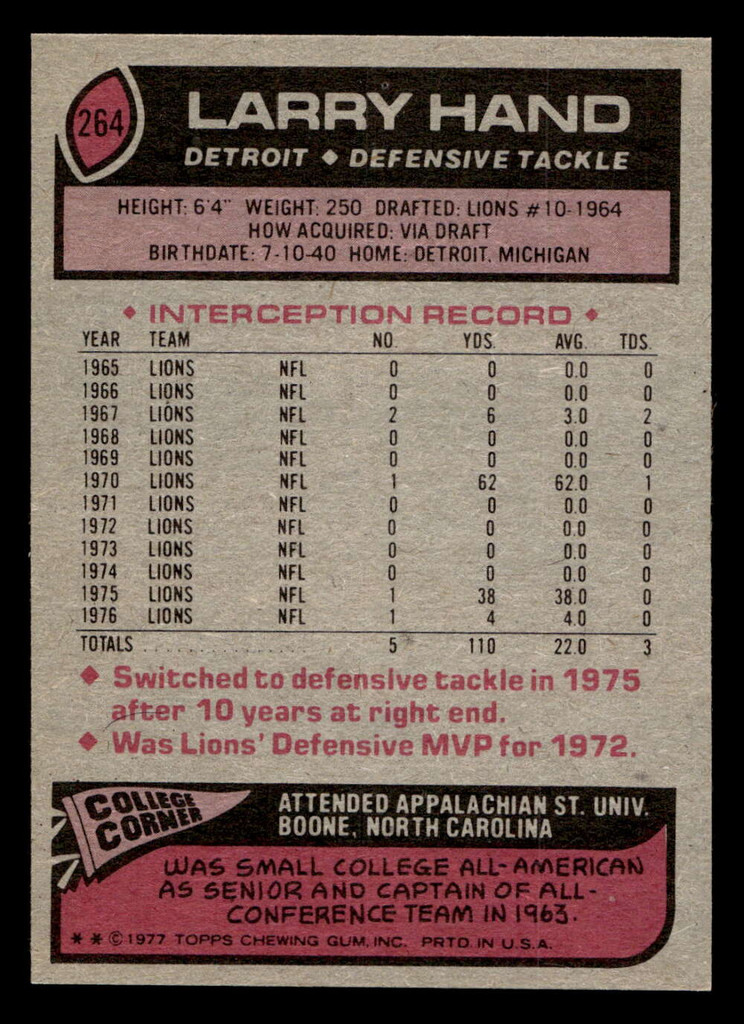 264
LARRY HAND
DETROIT ◆ DEFENSIVE TACKLE
HEIGHT: 6'4" WEIGHT: 250 DRAFTED: LIONS #10-1964
HOW ACQUIRED: VIA DRAFT
BIRTHDATE: 7-10-40 HOME: DETROIT, MICHIGAN
◆ INTERCEPTION RECORD ◆
YEAR TEAM NO. YDS. AVG. TDS.
1965 LIONS NFL 0 0 0.0 0
1966 LIONS NFL 0 0 0.0 0
1967 LIONS NFL 2 6 3.0 2
1968 LIONS NFL 0 0 0.0 0
1969 LIONS NFL 0 0 0.0 0
1970 LIONS NFL 1 62 62.0 1
1971 LIONS NFL 0 0 0.0 0
1972 LIONS NFL 0 0 0.0 0
1973 LIONS NFL 0 0 0.0 0
1974 LIONS NFL 0 0 0.0 0
1975 LIONS NFL 1 38 38.0 0
1976 LIONS NFL 1 4 4.0 0
TOTALS . . . . . . . . . . . . . . . . 5 110 22.0 3
◆ Switched to defensive tackle in 1975
after 10 years at right end.
◆ Was Lions' Defensive MVP for 1972.
COLLEGE
CORNER
ATTENDED APPALACHIAN ST. UNIV.
BOONE, NORTH CAROLINA
WAS SMALL COLLEGE ALL-AMERICAN
AS SENIOR AND CAPTAIN OF ALL-
CONFERENCE TEAM IN 1963.
* * © 1977 TOPPS CHEWING GUM, INC. PRTD. IN U.S.A.